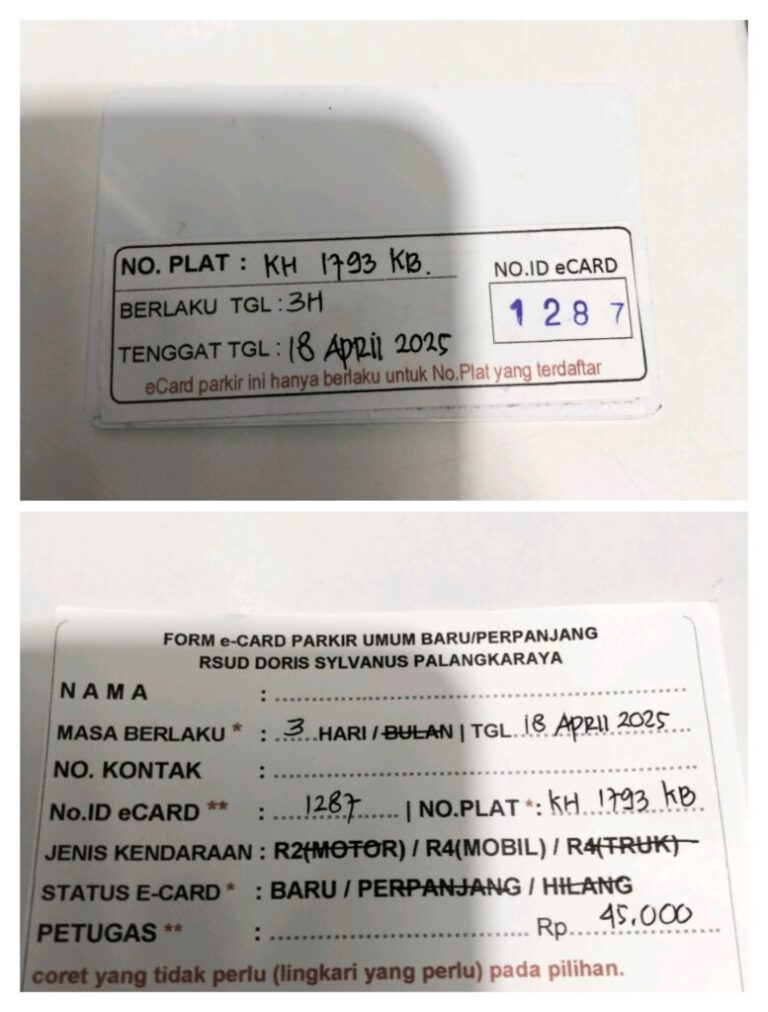 NO. PLAT : KH 1793 KB.
NO.ID eCARD
BERLAKU TGL : 3H
1287
TENGGAT TGL : 18 APRIL 2025
eCard parkir ini hanya berlaku untuk No.Plat yang terdaftar
FORM e-CARD PARKIR UMUM BARU/PERPANJANG
RSUD DORIS SYLVANUS PALANGKARAYA
NAMA : ........
MASA BERLAKU * : 3 HARI / BULAN | TGL. 18 APRIL 2025
NO. KONTAK : ........
No.ID eCARD ** : 1287 | NO.PLAT *: KH 1793 KB
JENIS KENDARAAN : R2(MOTOR) / R4(MOBIL) / R4(TRUK)
STATUS E-CARD * : BARU / PERPANJANG / HILANG
PETUGAS ** : ........ Rp. 45.000
coret yang tidak perlu (lingkari yang perlu) pada pilihan.